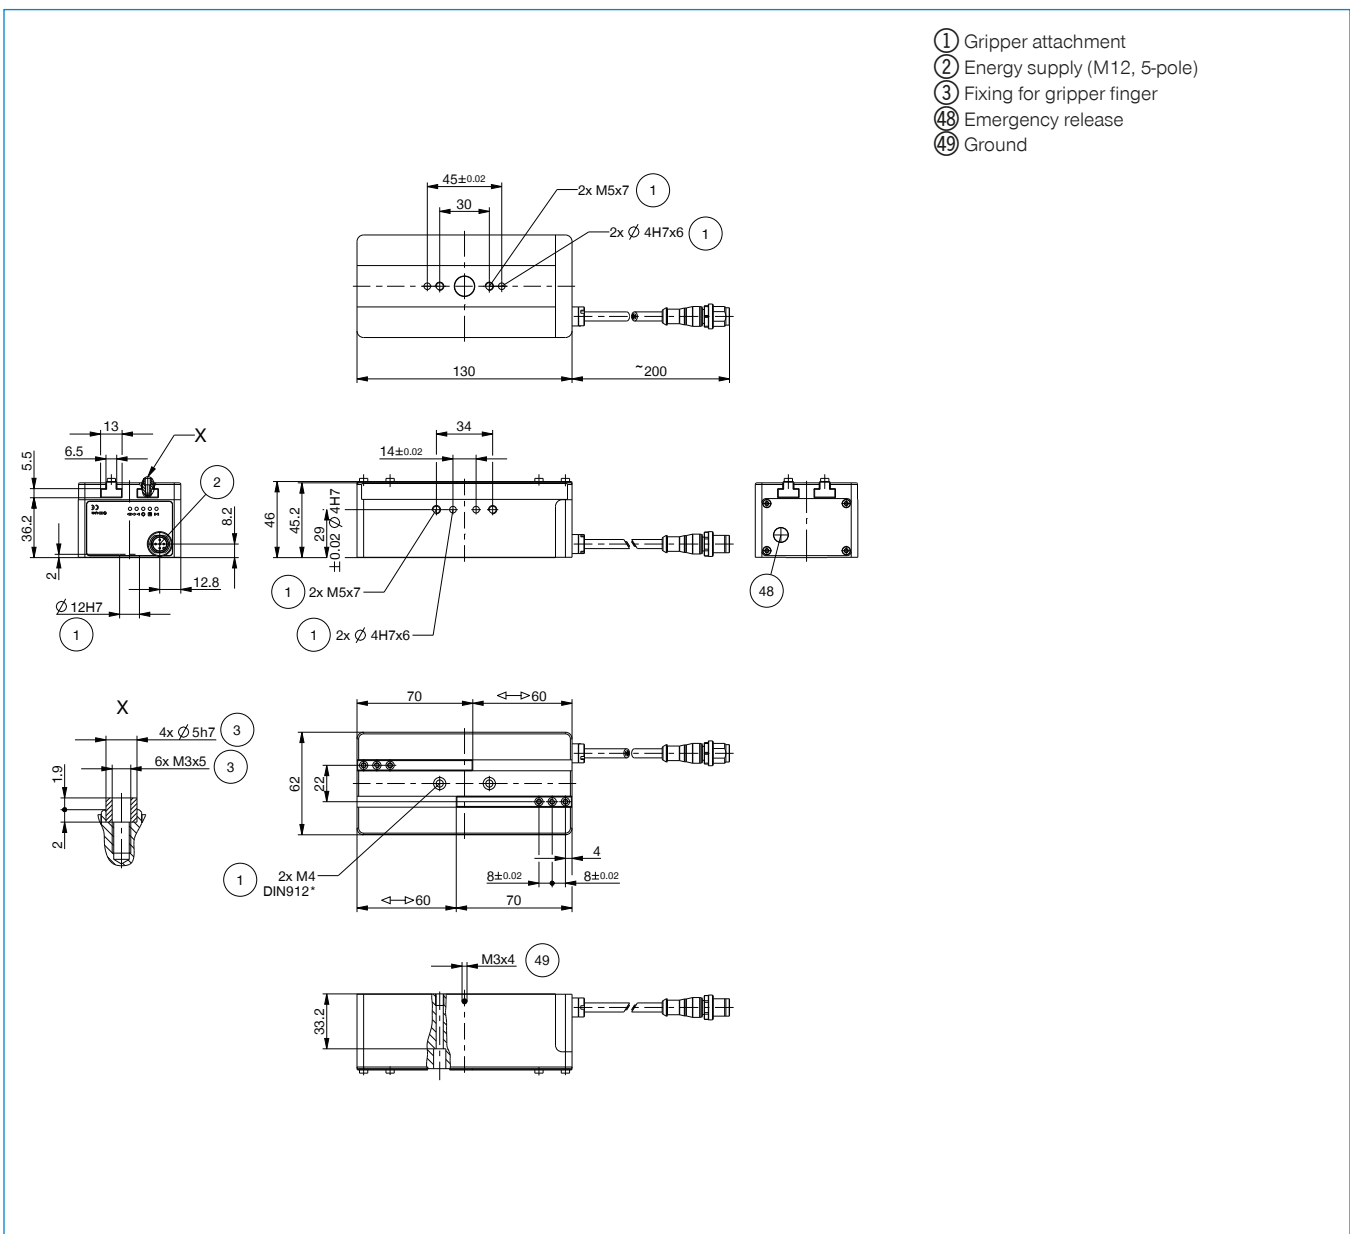 1 Gripper attachment
2 Energy supply (M12, 5-pole)
3 Fixing for gripper finger
48 Emergency release
49 Ground
45±0.02
2x M5x7 1
30
2x Ø 4H7x6 1
130
~200
13
X
34
6.5
14±0.02
5.5
2
36.2
8.2
46
45.2
29
±0.02 Ø 4H7
2
12.8
1 2x M5x7
48
Ø 12H7
1
1 2x Ø 4H7x6
X
70
60
4x Ø 5h7 3
6x M3x5 3
1.9
62
22
2
4
1 2x M4
DIN912*
8±0.02
8±0.02
60
70
M3x4 49
33.2